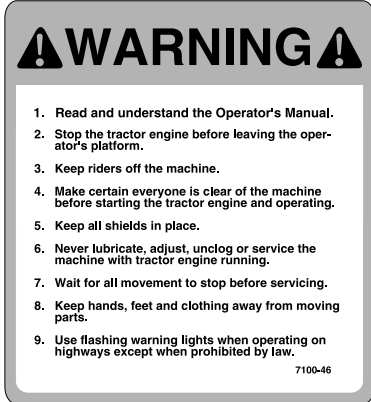 WARNING
1. Read and understand the Operator's Manual.
2. Stop the tractor engine before leaving the oper-
ator's platform.
3. Keep riders off the machine.
4. Make certain everyone is clear of the machine
before starting the tractor engine and operating.
5. Keep all shields in place.
6. Never lubricate, adjust, unclog or service the
machine with tractor engine running.
7. Wait for all movement to stop before servicing.
8. Keep hands, feet and clothing away from moving
parts.
9. Use flashing warning lights when operating on
highways except when prohibited by law.
7100-46